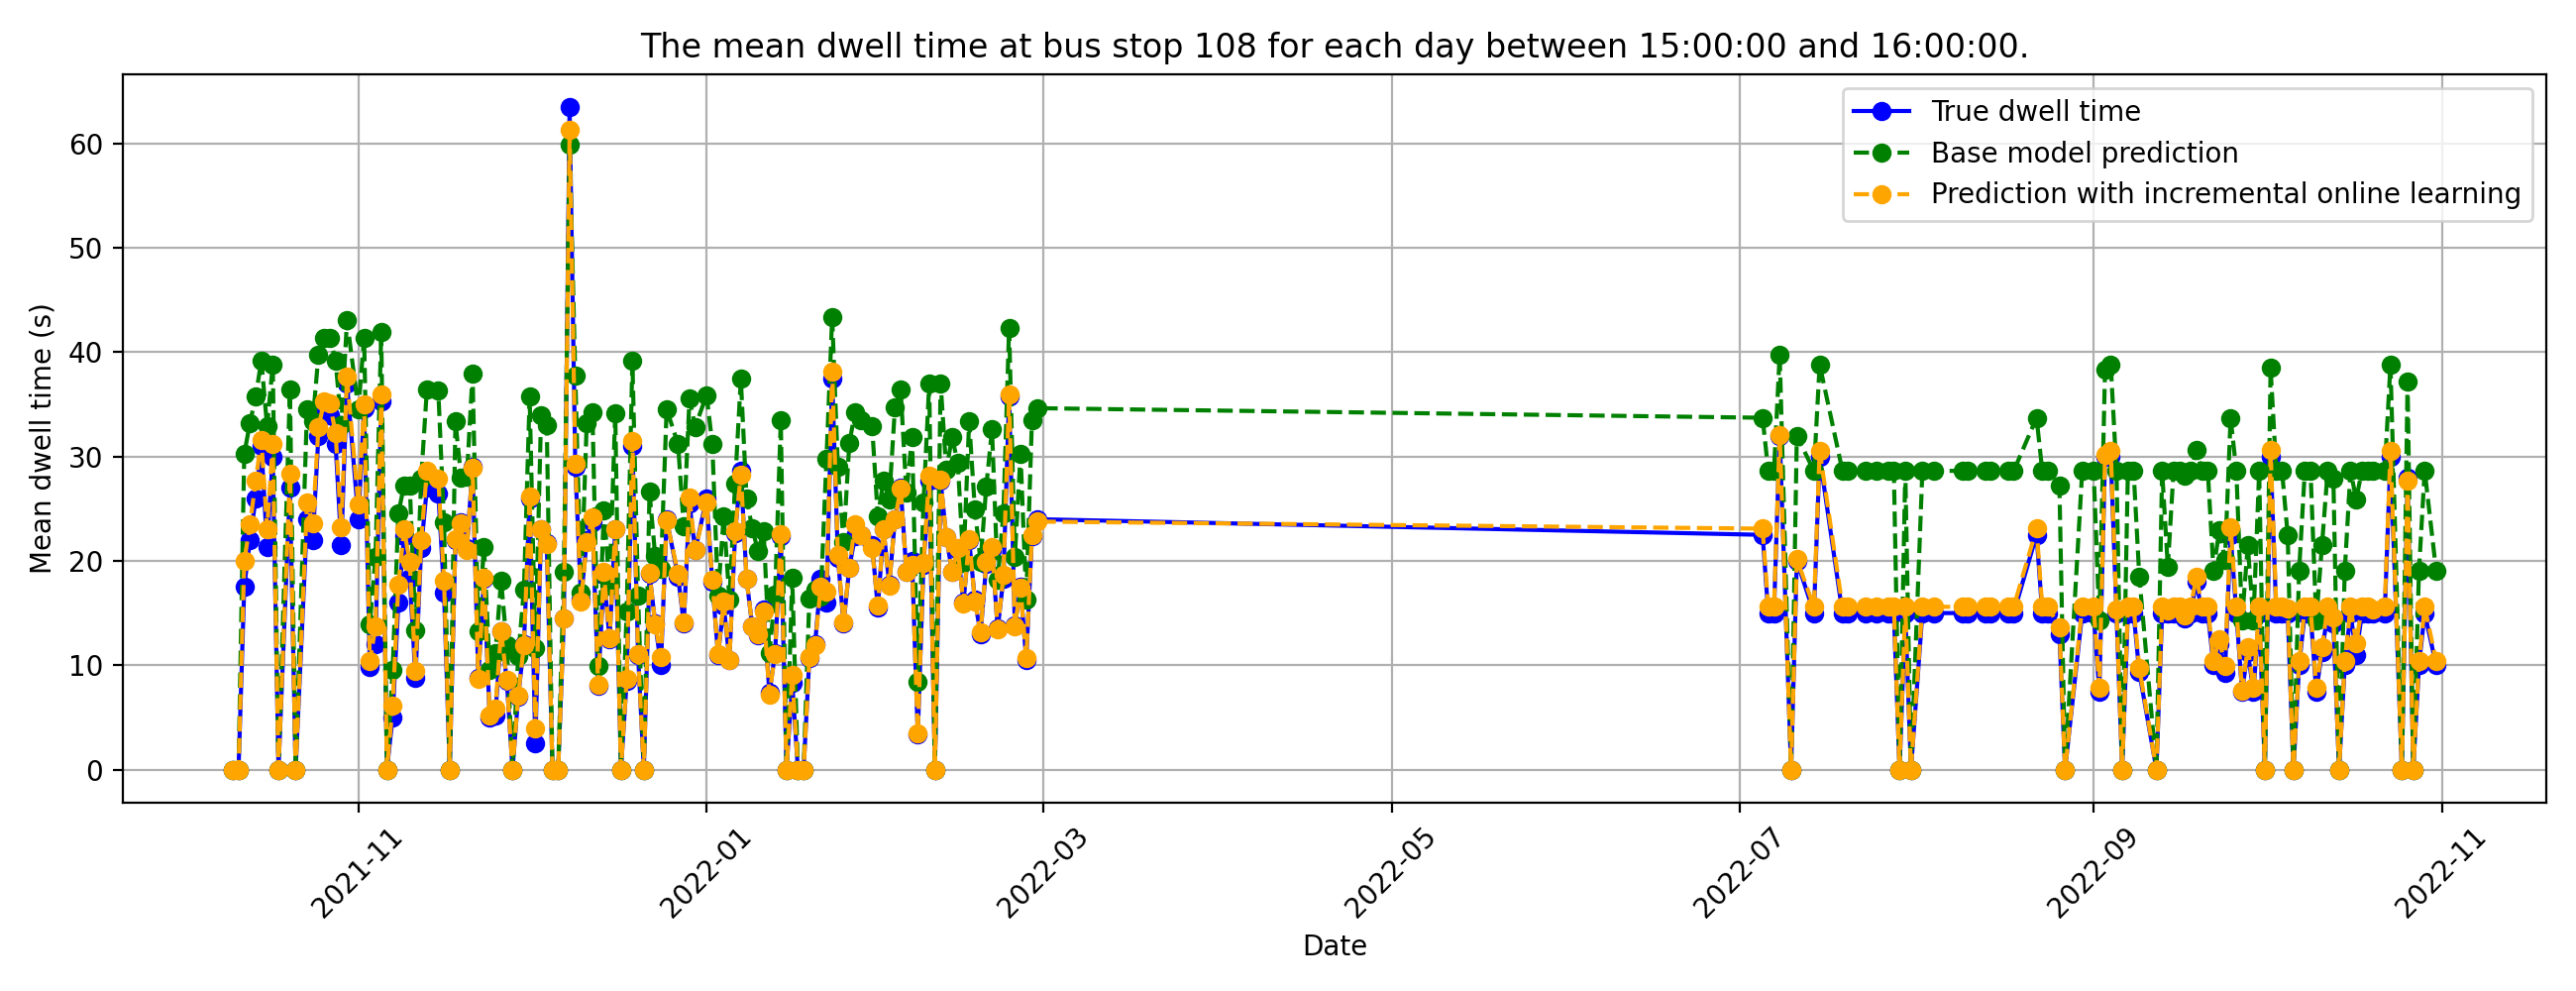 The mean dwell time at bus stop 108 for each day between 15:00:00 and 16:00:00.
True dwell time
Base model prediction
Prediction with incremental online learning
Mean dwell time (s)
60
50
40
30
20
10
0
2021-11
2022-01
2022-03
2022-05
2022-07
2022-09
2022-11
Date